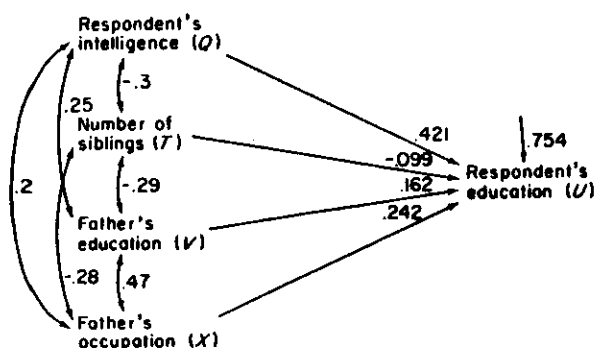 Respondent's
intelligence (Q)
-.3
.25
.421
.754
Number of
siblings (T)
-.099
Respondent's
education (U)
.2
-.29
.162
.242
Father's
education (V)
-.28
.47
Father's
occupation (X)